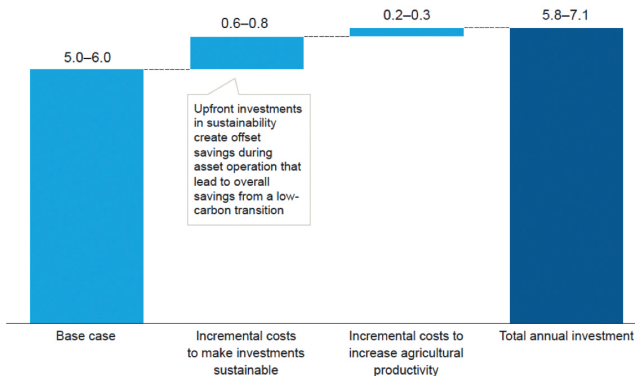 0.6–0.8
0.2–0.3
5.8–7.1
5.0–6.0
Upfront investments
in sustainability
create offset
savings during
asset operation that
lead to overall
savings from a low-
carbon transition
Base case
Incremental costs
to make investments
sustainable
Incremental costs to
increase agricultural
productivity
Total annual investment